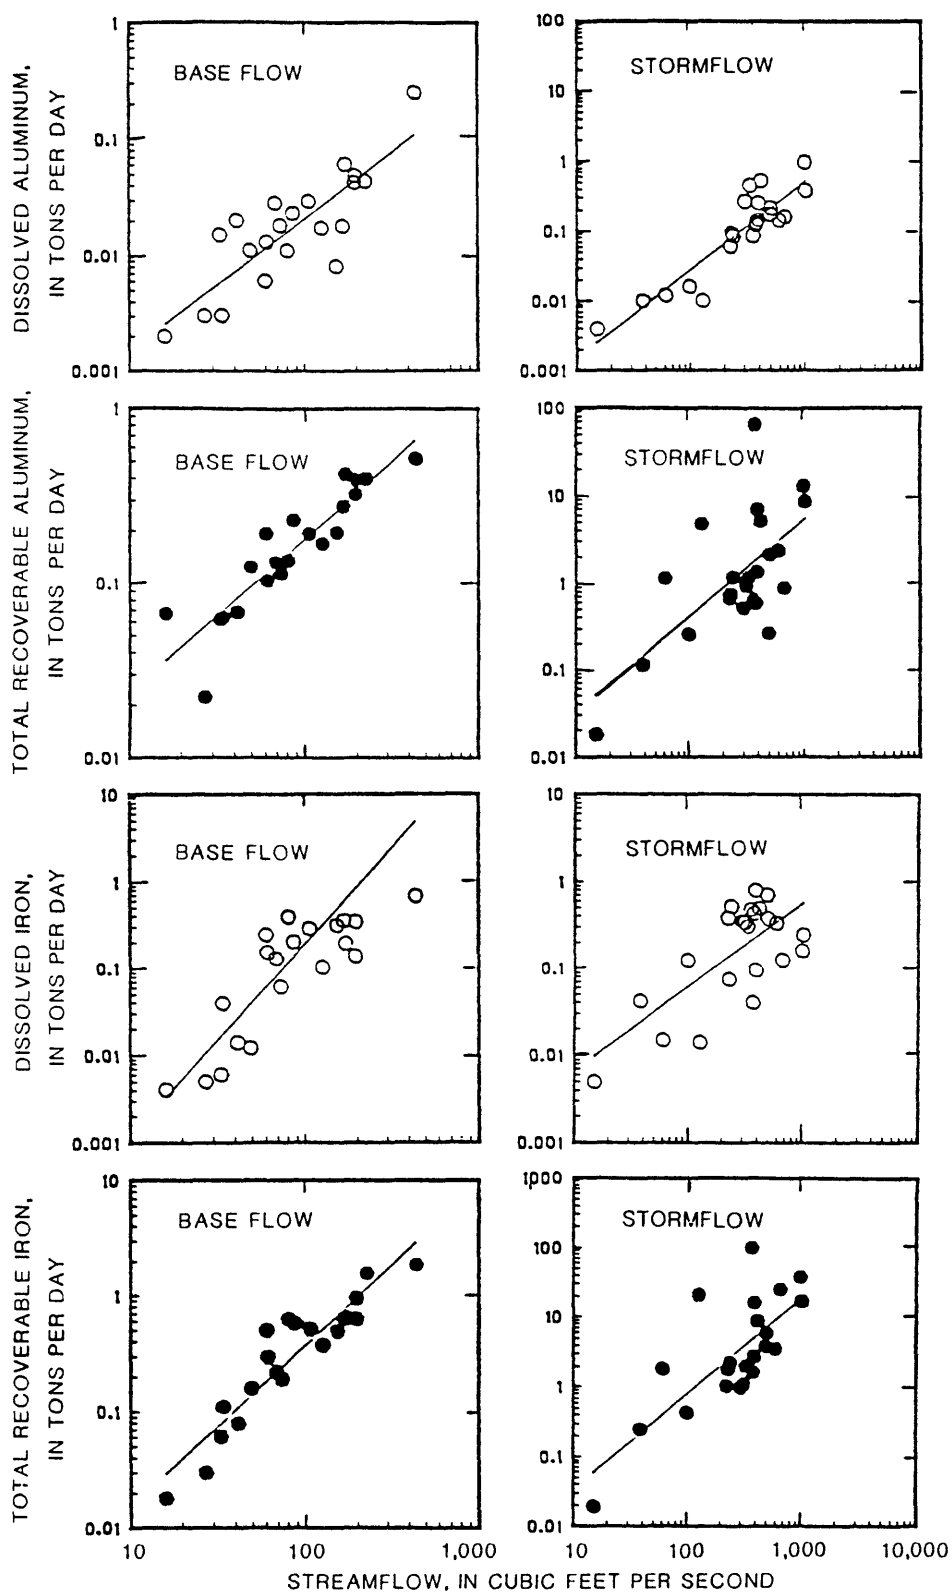 DISSOLVED ALUMINUM,
IN TONS PER DAY
1
0.1
0.01
0.001
BASE FLOW
100
10
1
0.1
0.01
0.001
STORMFLOW
TOTAL RECOVERABLE ALUMINUM,
IN TONS PER DAY
1
0.1
0.01
BASE FLOW
100
10
1
0.1
0.01
STORMFLOW
DISSOLVED IRON,
IN TONS PER DAY
10
1
0.1
0.01
0.001
BASE FLOW
10
1
0.1
0.01
0.001
STORMFLOW
TOTAL RECOVERABLE IRON,
IN TONS PER DAY
10
1
0.1
0.01
BASE FLOW
1000
100
10
1
0.1
0.01
STORMFLOW
10 100 1,000 10 100 1,000 10,000
STREAMFLOW, IN CUBIC FEET PER SECOND